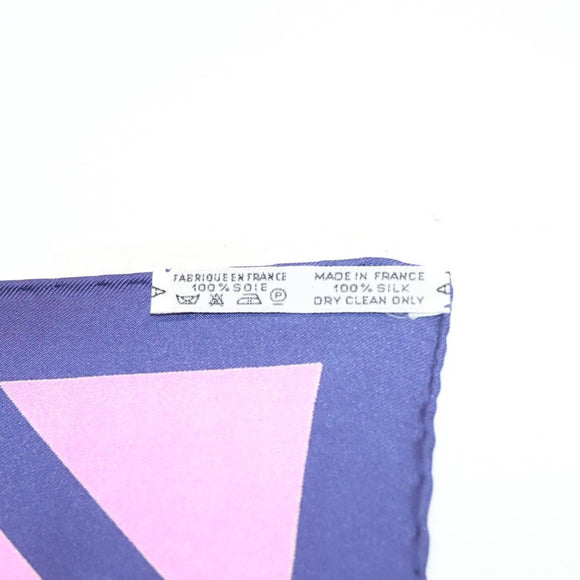 FABRIQUE EN FRANCE
100% SOIE
P
MADE IN FRANCE
100% SILK
DRY CLEAN ONLY
A
A